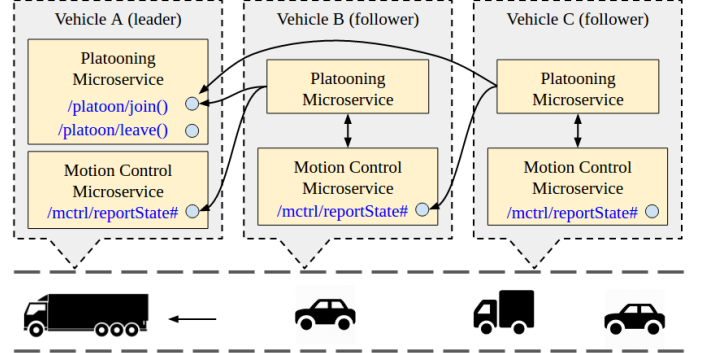 Vehicle A (leader)
Platooning
Microservice
/platoon/join()
/platoon/leave()
Motion Control
Microservice
/mctrl/reportState#
Vehicle B (follower)
Platooning
Microservice
Motion Control
Microservice
/mctrl/reportState#
Vehicle C (follower)
Platooning
Microservice
Motion Control
Microservice
/mctrl/reportState#